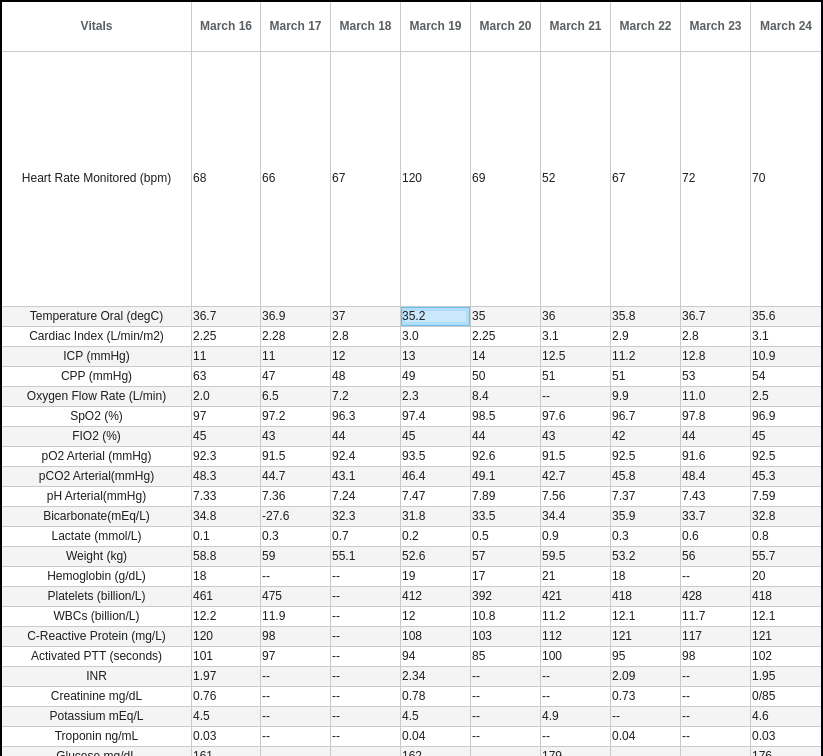 Vitals March 16 March 17 March 18 March 19 March 20 March 21 March 22 March 23 March 24
Heart Rate Monitored (bpm) 68 66 67 120 69 52 67 72 70
Temperature Oral (degC) 36.7 36.9 37 35.2 35 36 35.8 36.7 35.6
Cardiac Index (L/min/m2) 2.25 2.28 2.8 3.0 2.25 3.1 2.9 2.8 3.1
ICP (mmHg) 11 11 12 13 14 12.5 11.2 12.8 10.9
CPP (mmHg) 63 47 48 49 50 51 51 53 54
Oxygen Flow Rate (L/min) 2.0 6.5 7.2 2.3 8.4 -- 9.9 11.0 2.5
SpO2 (%) 97 97.2 96.3 97.4 98.5 97.6 96.7 97.8 96.9
FIO2 (%) 45 43 44 45 44 43 42 44 45
pO2 Arterial (mmHg) 92.3 91.5 92.4 93.5 92.6 91.5 92.5 91.6 92.5
pCO2 Arterial(mmHg) 48.3 44.7 43.1 46.4 49.1 42.7 45.8 48.4 45.3
pH Arterial(mmHg) 7.33 7.36 7.24 7.47 7.89 7.56 7.37 7.43 7.59
Bicarbonate(mEq/L) 34.8 -27.6 32.3 31.8 33.5 34.4 35.9 33.7 32.8
Lactate (mmol/L) 0.1 0.3 0.7 0.2 0.5 0.9 0.3 0.6 0.8
Weight (kg) 58.8 59 55.1 52.6 57 59.5 53.2 56 55.7
Hemoglobin (g/dL) 18 -- -- 19 17 21 18 -- 20
Platelets (billion/L) 461 475 -- 412 392 421 418 428 418
WBCs (billion/L) 12.2 11.9 -- 12 10.8 11.2 12.1 11.7 12.1
C-Reactive Protein (mg/L) 120 98 -- 108 103 112 121 117 121
Activated PTT (seconds) 101 97 -- 94 85 100 95 98 102
INR 1.97 -- -- 2.34 -- -- 2.09 -- 1.95
Creatinine mg/dL 0.76 -- -- 0.78 -- -- 0.73 -- 0/85
Potassium mEq/L 4.5 -- -- 4.5 -- 4.9 -- -- 4.6
Troponin ng/mL 0.03 -- -- 0.04 -- -- 0.04 -- 0.03
Glucose mg/dL 161 -- -- 162 -- 179 -- -- 176